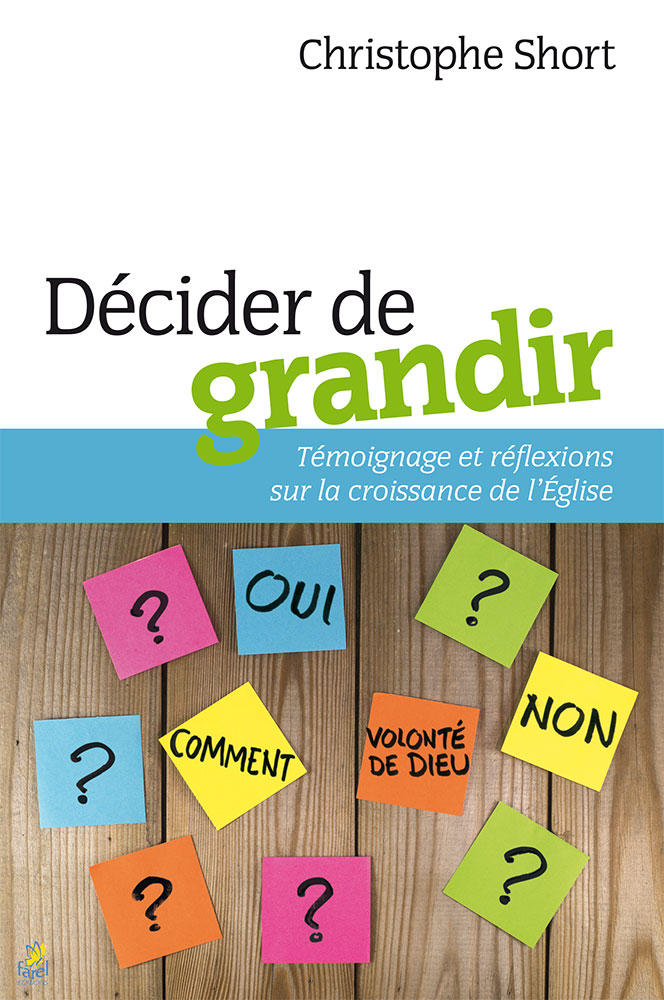 Christophe Short
Décider de
grandir
Témoignage et réflexions
sur la croissance de l’Église
?
OUI
?
NON
COMMENT
VOLONTÉ
DE DIEU
?
?
?
?
farel